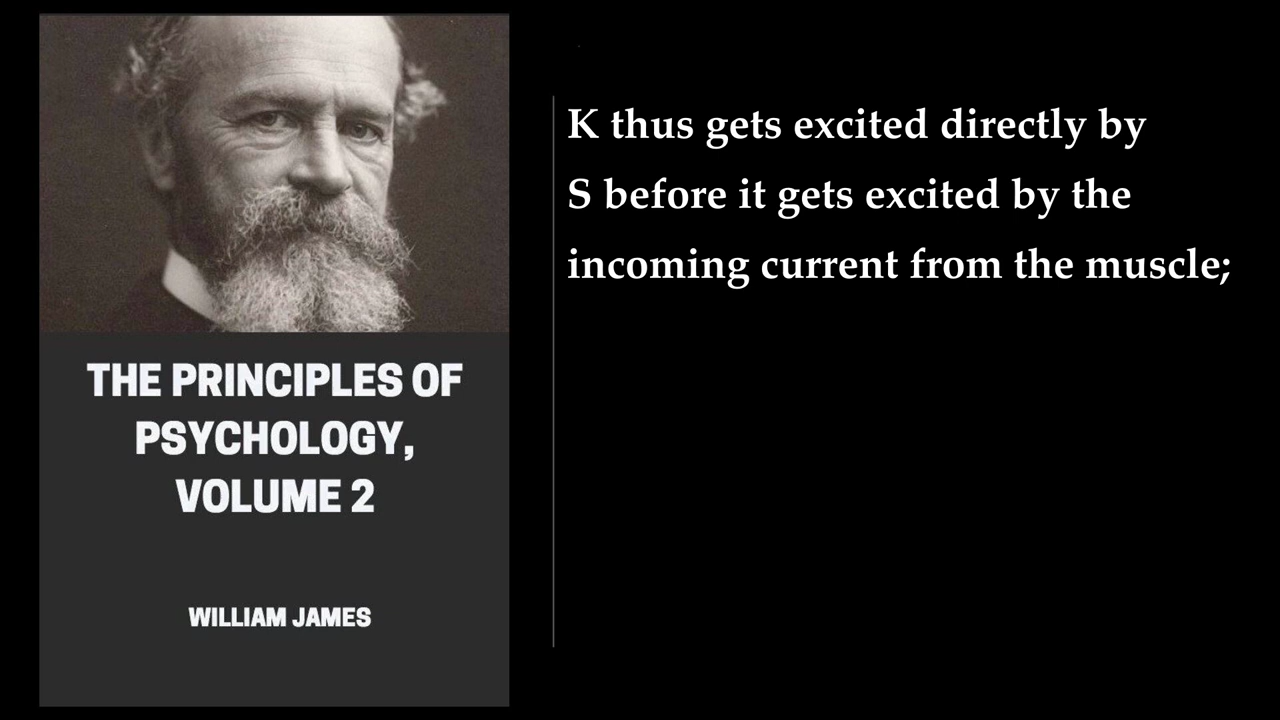 THE PRINCIPLES OF
PSYCHOLOGY,
VOLUME 2
WILLIAM JAMES
K thus gets excited directly by
S before it gets excited by the
incoming current from the muscle;